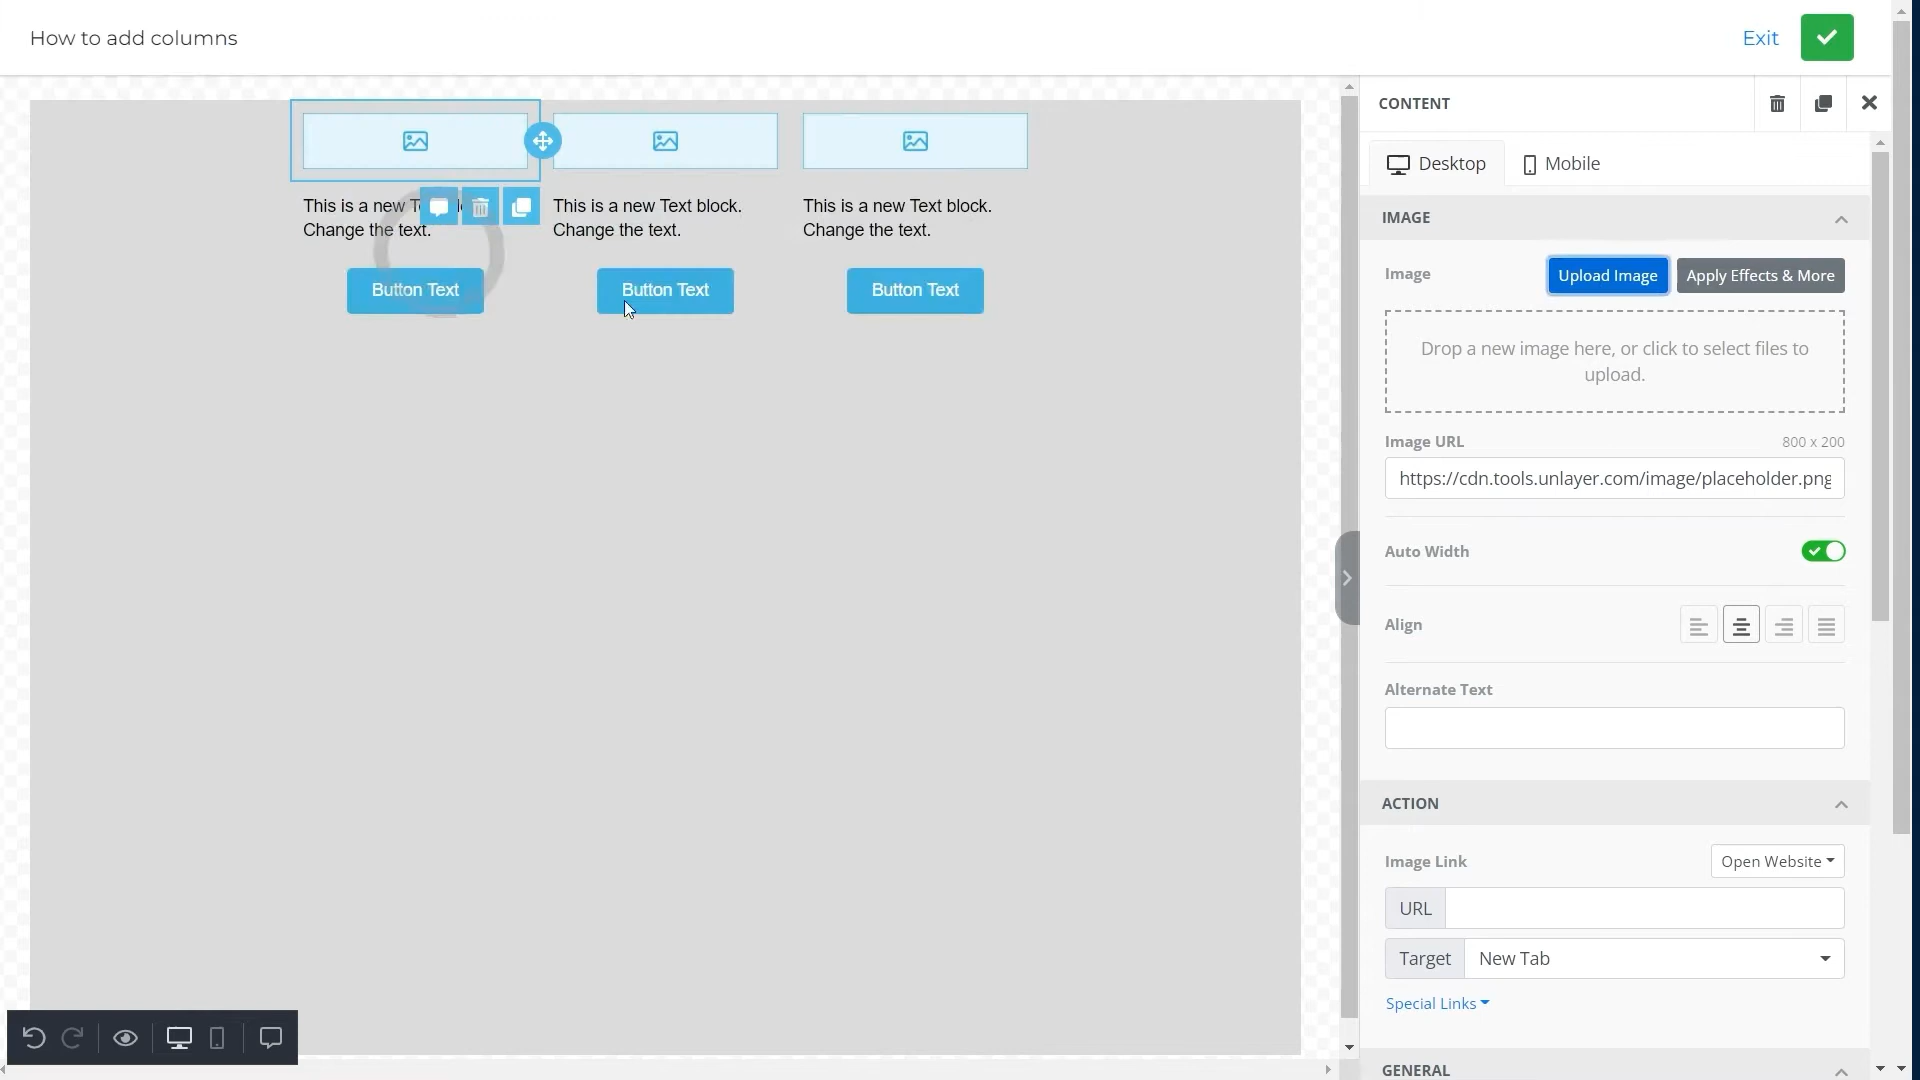 How to add columns
Exit
CONTENT
Desktop
Mobile
IMAGE
Image
Upload Image
Apply Effects & More
Drop a new image here, or click to select files to
upload.
Image URL
800 x 200
https://cdn.tools.unlayer.com/image/placeholder.png
Auto Width
Align
Alternate Text
ACTION
Image Link
Open Website
URL
Target
New Tab
Special Links
GENERAL
This is a new
Change the text.
Button Text
This is a new Text block.
Change the text.
Button Text
This is a new Text block.
Change the text.
Button Text